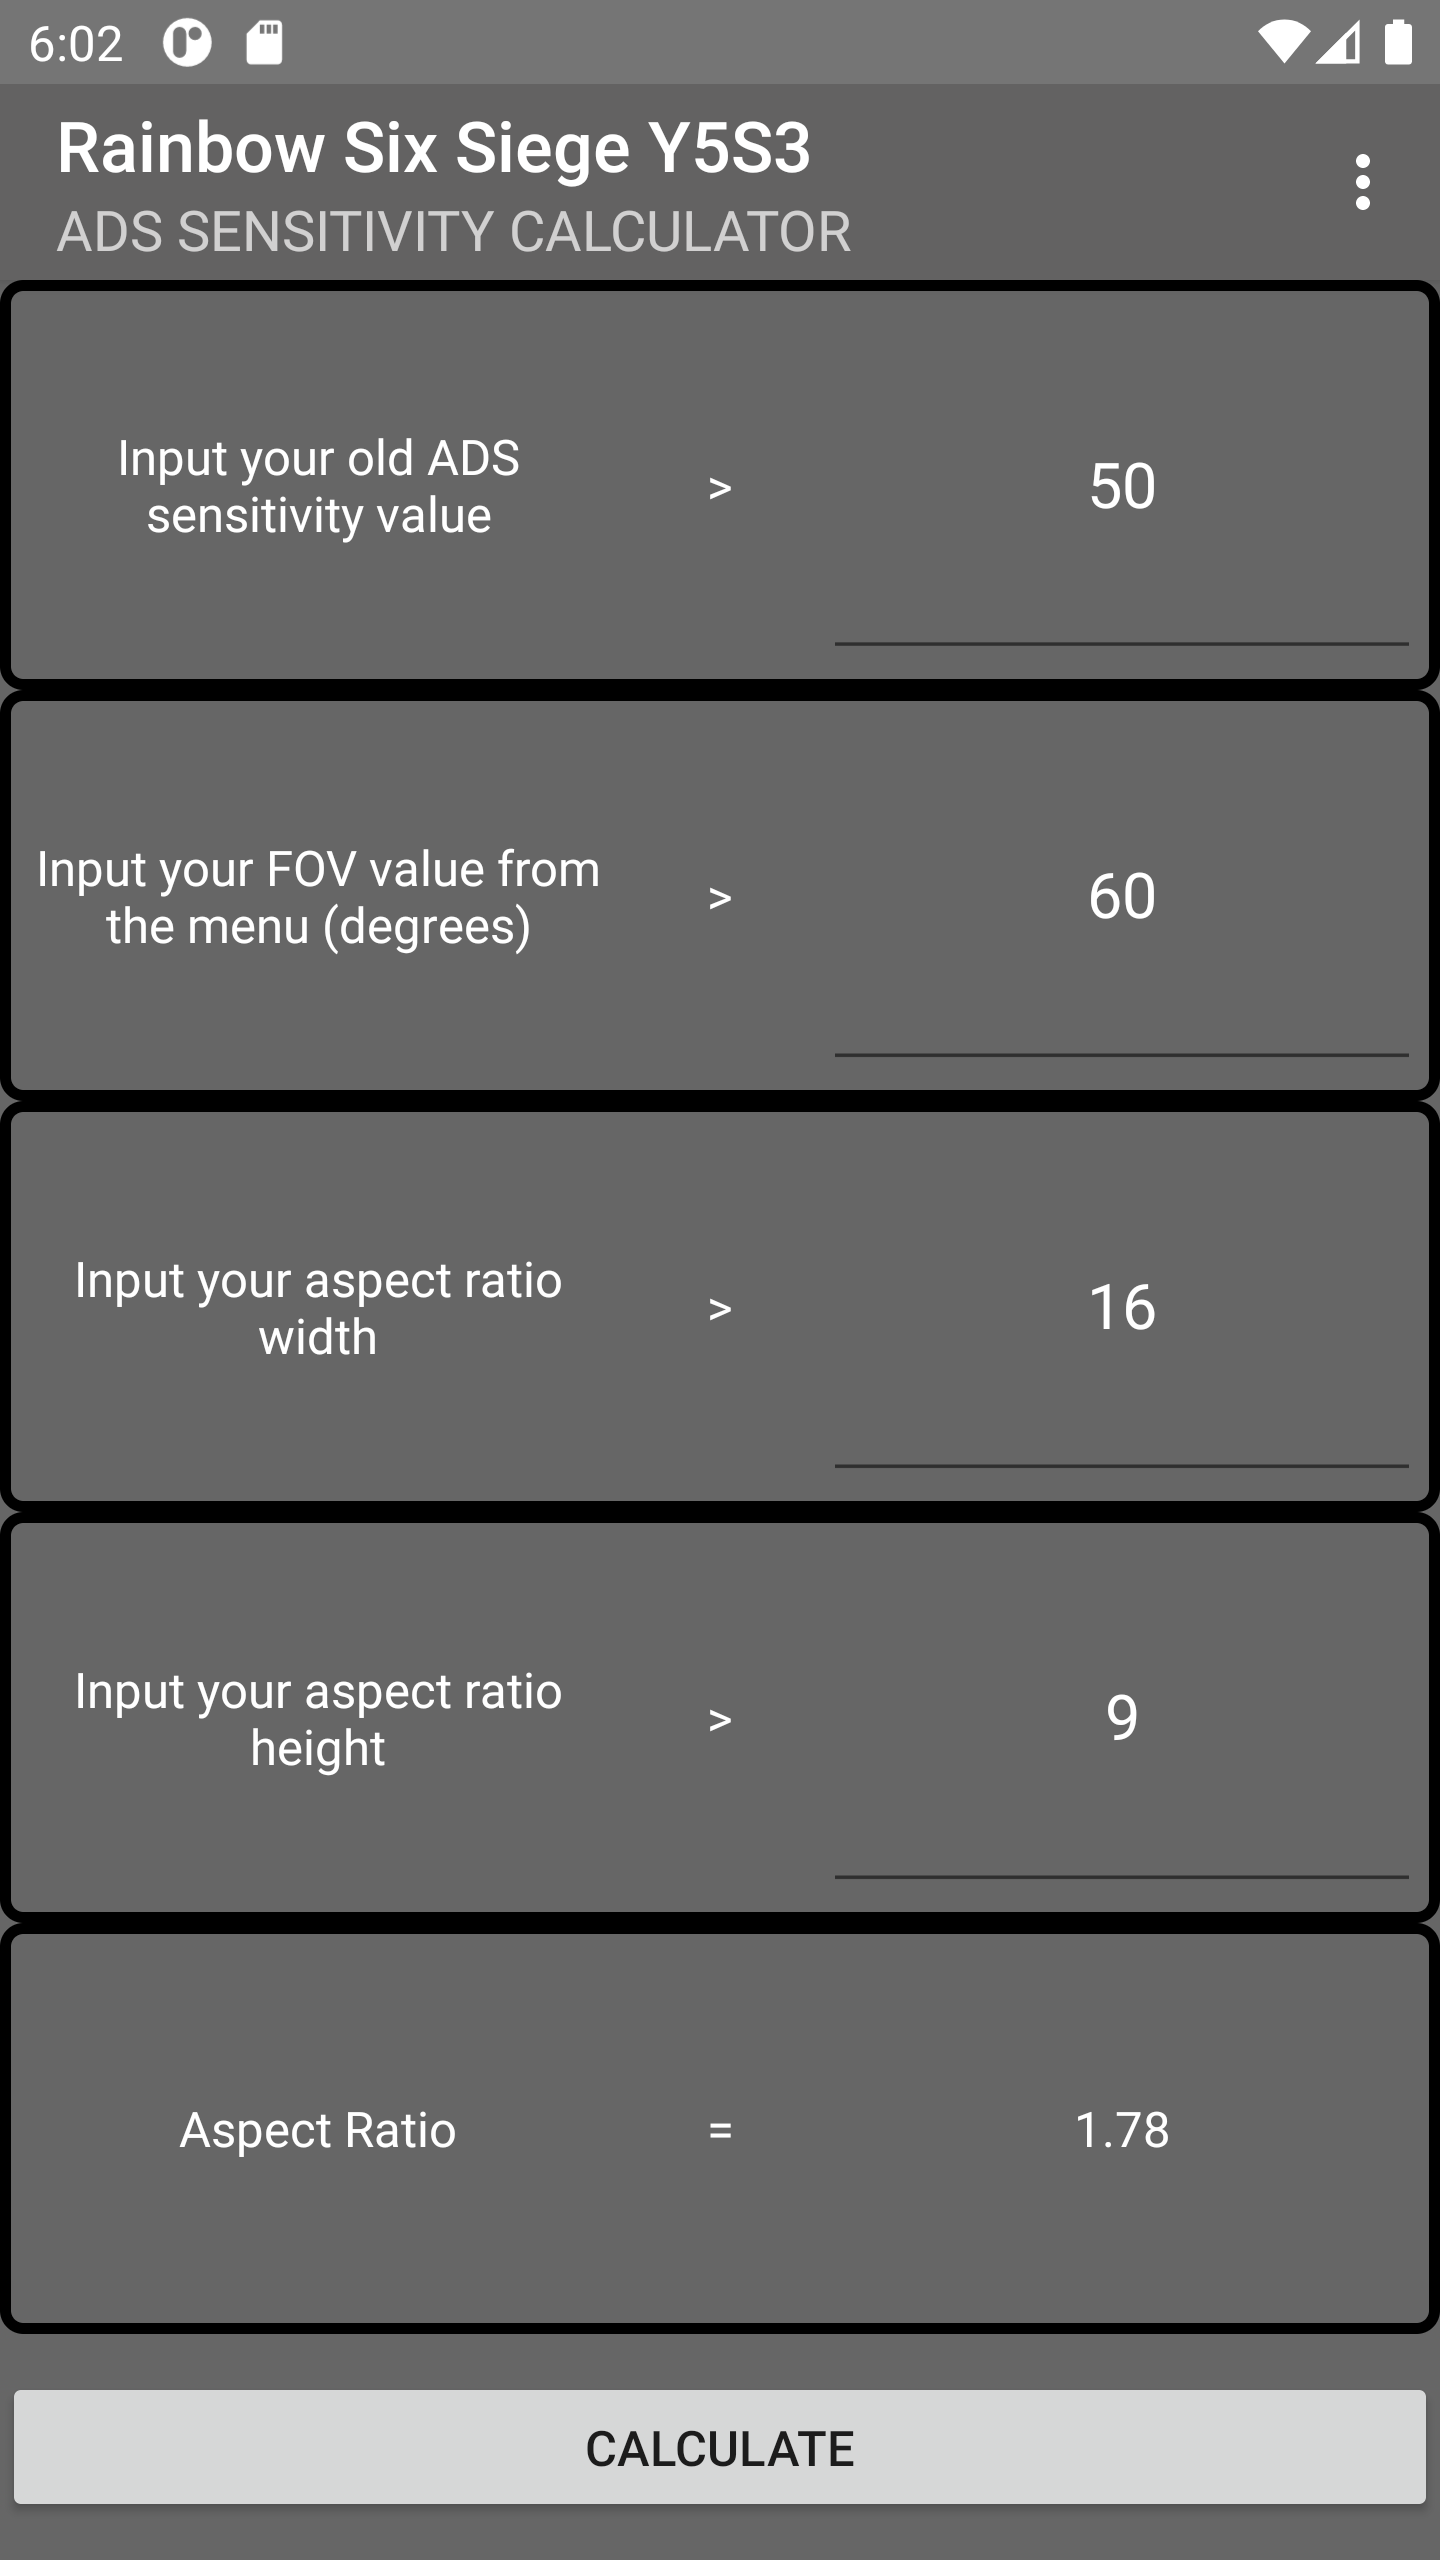 6:02
Rainbow Six Siege Y5S3
ADS SENSITIVITY CALCULATOR
Input your old ADS
sensitivity value
>
50
Input your FOV value from
the menu (degrees)
>
60
Input your aspect ratio
width
>
16
Input your aspect ratio
height
>
9
Aspect Ratio
=
1.78
CALCULATE